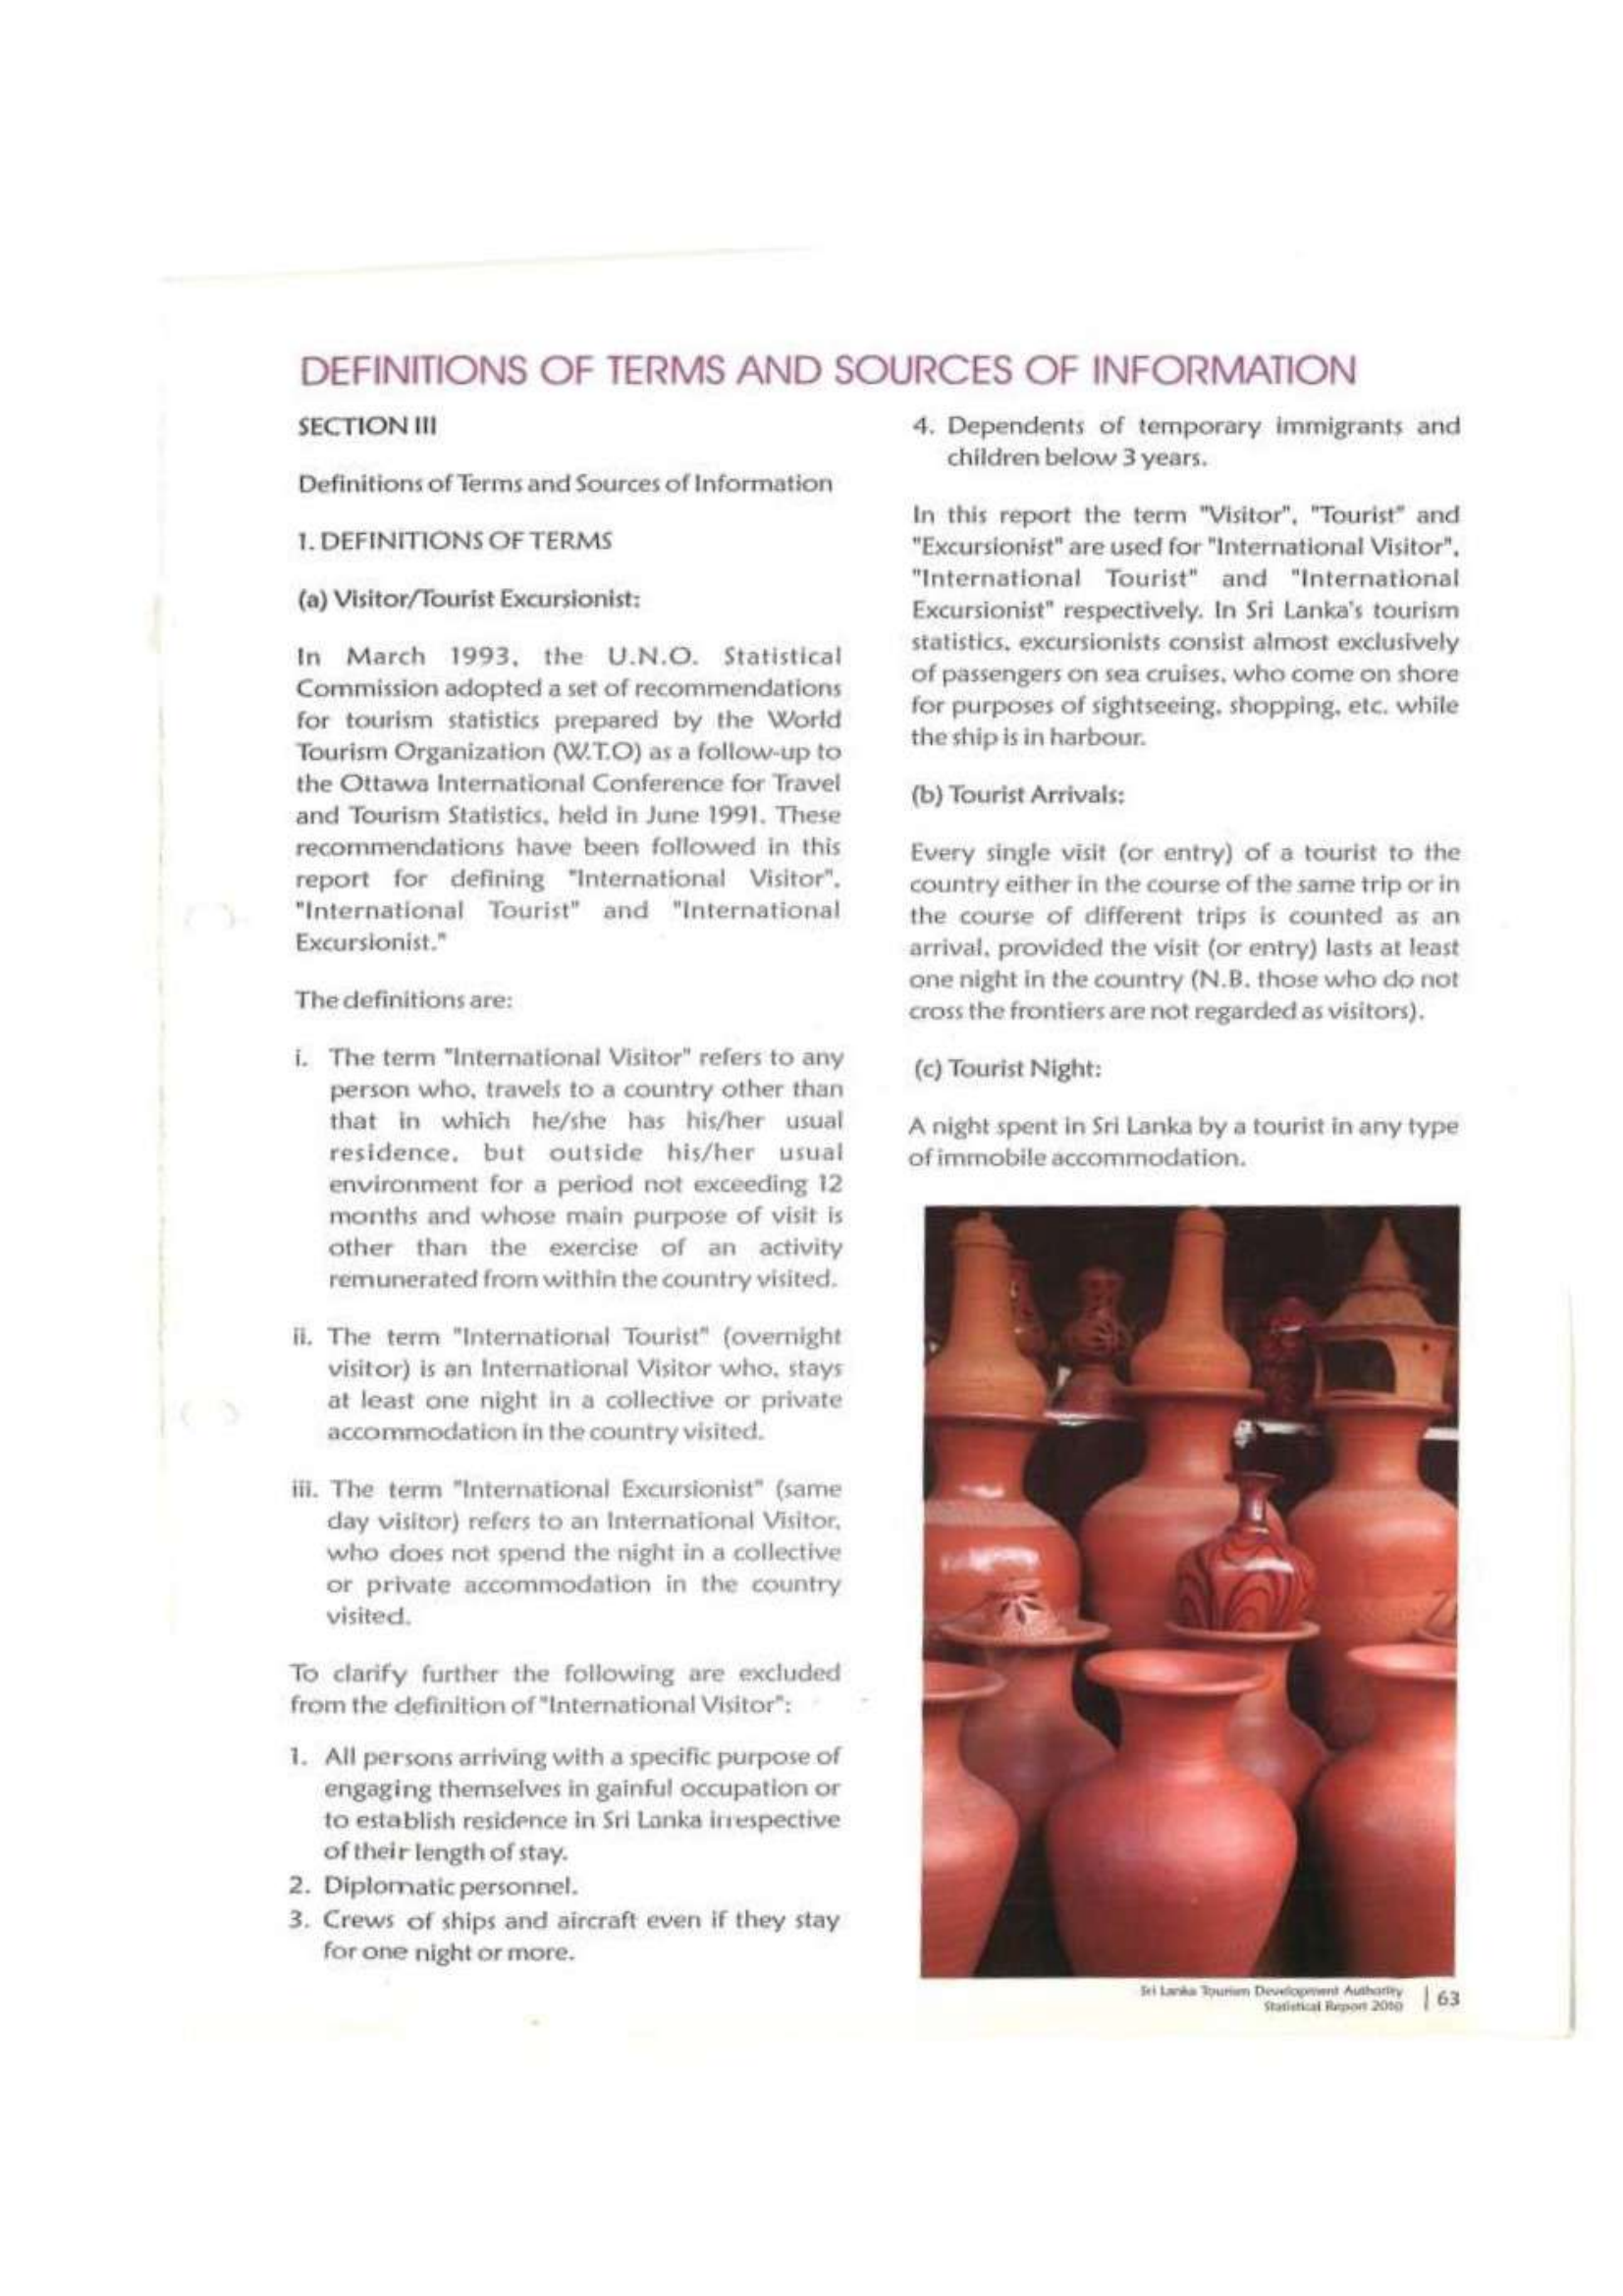 DEFINITIONS OF TERMS AND SOURCES OF INFORMATION
SECTION III
Definitions of Terms and Sources of Information
1. DEFINITIONS OF TERMS
(a) Visitor/Tourist Excursionist:
In March 1993, the U.N.O. Statistical
Commission adopted a set of recommendations
for tourism statistics prepared by the World
Tourism Organization (W.T.O) as a follow-up to
the Ottawa International Conference for Travel
and Tourism Statistics, held in June 1991. These
recommendations have been followed in this
report for defining "International Visitor",
"International Tourist" and "International
Excursionist."
The definitions are:
i. The term "International Visitor" refers to any
person who, travels to a country other than
that in which he/she has his/her usual
residence, but outside his/her usual
environment for a period not exceeding 12
months and whose main purpose of visit is
other than the exercise of an activity
remunerated from within the country visited.
ii. The term "International Tourist" (overnight
visitor) is an International Visitor who, stays
at least one night in a collective or private
accommodation in the country visited.
iii. The term "International Excursionist" (same
day visitor) refers to an International Visitor,
who does not spend the night in a collective
or private accommodation in the country
visited.
To clarify further the following are excluded
from the definition of "International Visitor":
1. All persons arriving with a specific purpose of
engaging themselves in gainful occupation or
to establish residence in Sri Lanka irrespective
of their length of stay.
2. Diplomatic personnel.
3. Crews of ships and aircraft even if they stay
for one night or more.
4. Dependents of temporary immigrants and
children below 3 years.
In this report the term "Visitor", "Tourist" and
"Excursionist" are used for "International Visitor",
"International Tourist" and "International
Excursionist" respectively. In Sri Lanka's tourism
statistics, excursionists consist almost exclusively
of passengers on sea cruises, who come on shore
for purposes of sightseeing, shopping, etc. while
the ship is in harbour.
(b) Tourist Arrivals:
Every single visit (or entry) of a tourist to the
country either in the course of the same trip or in
the course of different trips is counted as an
arrival, provided the visit (or entry) lasts at least
one night in the country (N.B. those who do not
cross the frontiers are not regarded as visitors).
(c) Tourist Night:
A night spent in Sri Lanka by a tourist in any type
of immobile accommodation.
Sri Lanka Tourism Development Authority
Statistical Report 2010
63